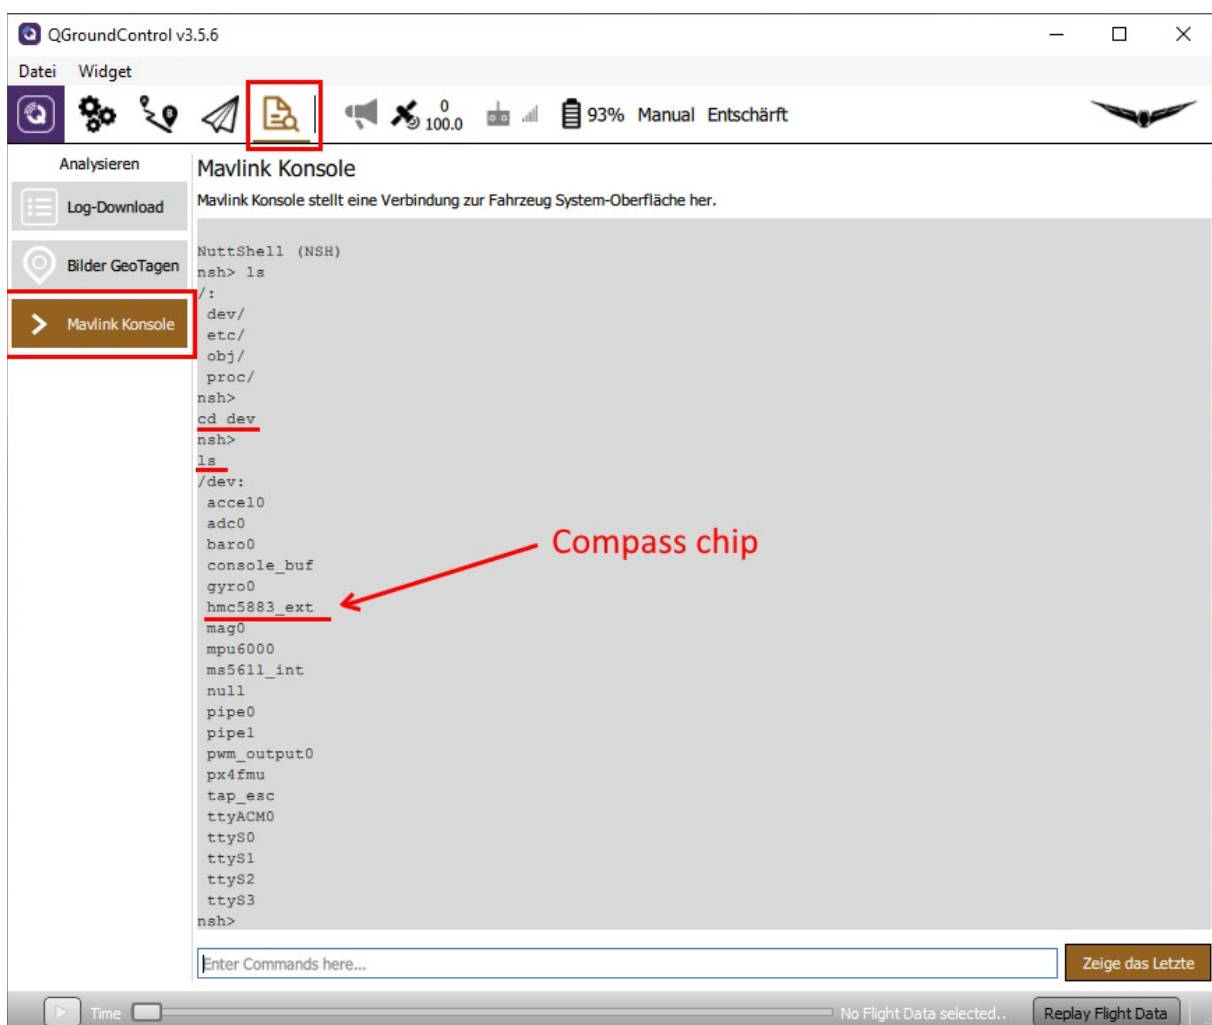 QGroundControl v3.5.6
Datei Widget
0
100.0
93% Manual Entschärft
Analysieren
Log-Download
Bilder GeoTagen
Mavlink Konsole
Mavlink Konsole
Mavlink Konsole stellt eine Verbindung zur Fahrzeug System-Oberfläche her.
NuttShell (NSH)
nsh> ls
/:
dev/
etc/
obj/
proc/
nsh>
cd dev
nsh>
ls
/dev:
accel0
adc0
baro0
console_buf
gyro0
hmc5883_ext
mag0
mpu6000
ms5611_int
null
pipe0
pipe1
pwm_output0
px4fmu
tap_esc
ttyACM0
ttyS0
ttyS1
ttyS2
ttyS3
nsh>
Compass chip
Enter Commands here...
Zeige das Letzte
Time
No Flight Data selected..
Replay Flight Data